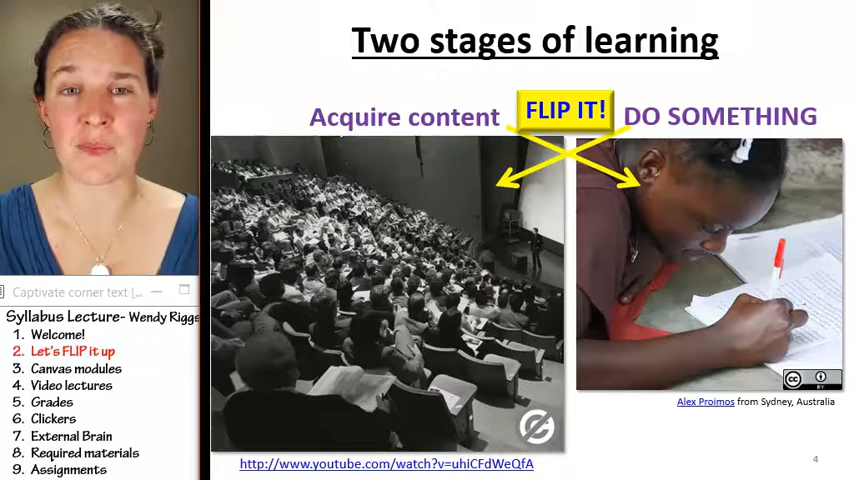 Two stages of learning
Acquire content
FLIP IT!
DO SOMETHING
Captivate corner text [...
Syllabus Lecture- Wendy Riggs
1. Welcome!
2. Let's FLIP it up
3. Canvas modules
4. Video lectures
5. Grades
6. Clickers
7. External Brain
8. Required materials
9. Assignments
cc
BY
Alex Proimos from Sydney, Australia
http://www.youtube.com/watch?v=uhiCFdWeQfA
4